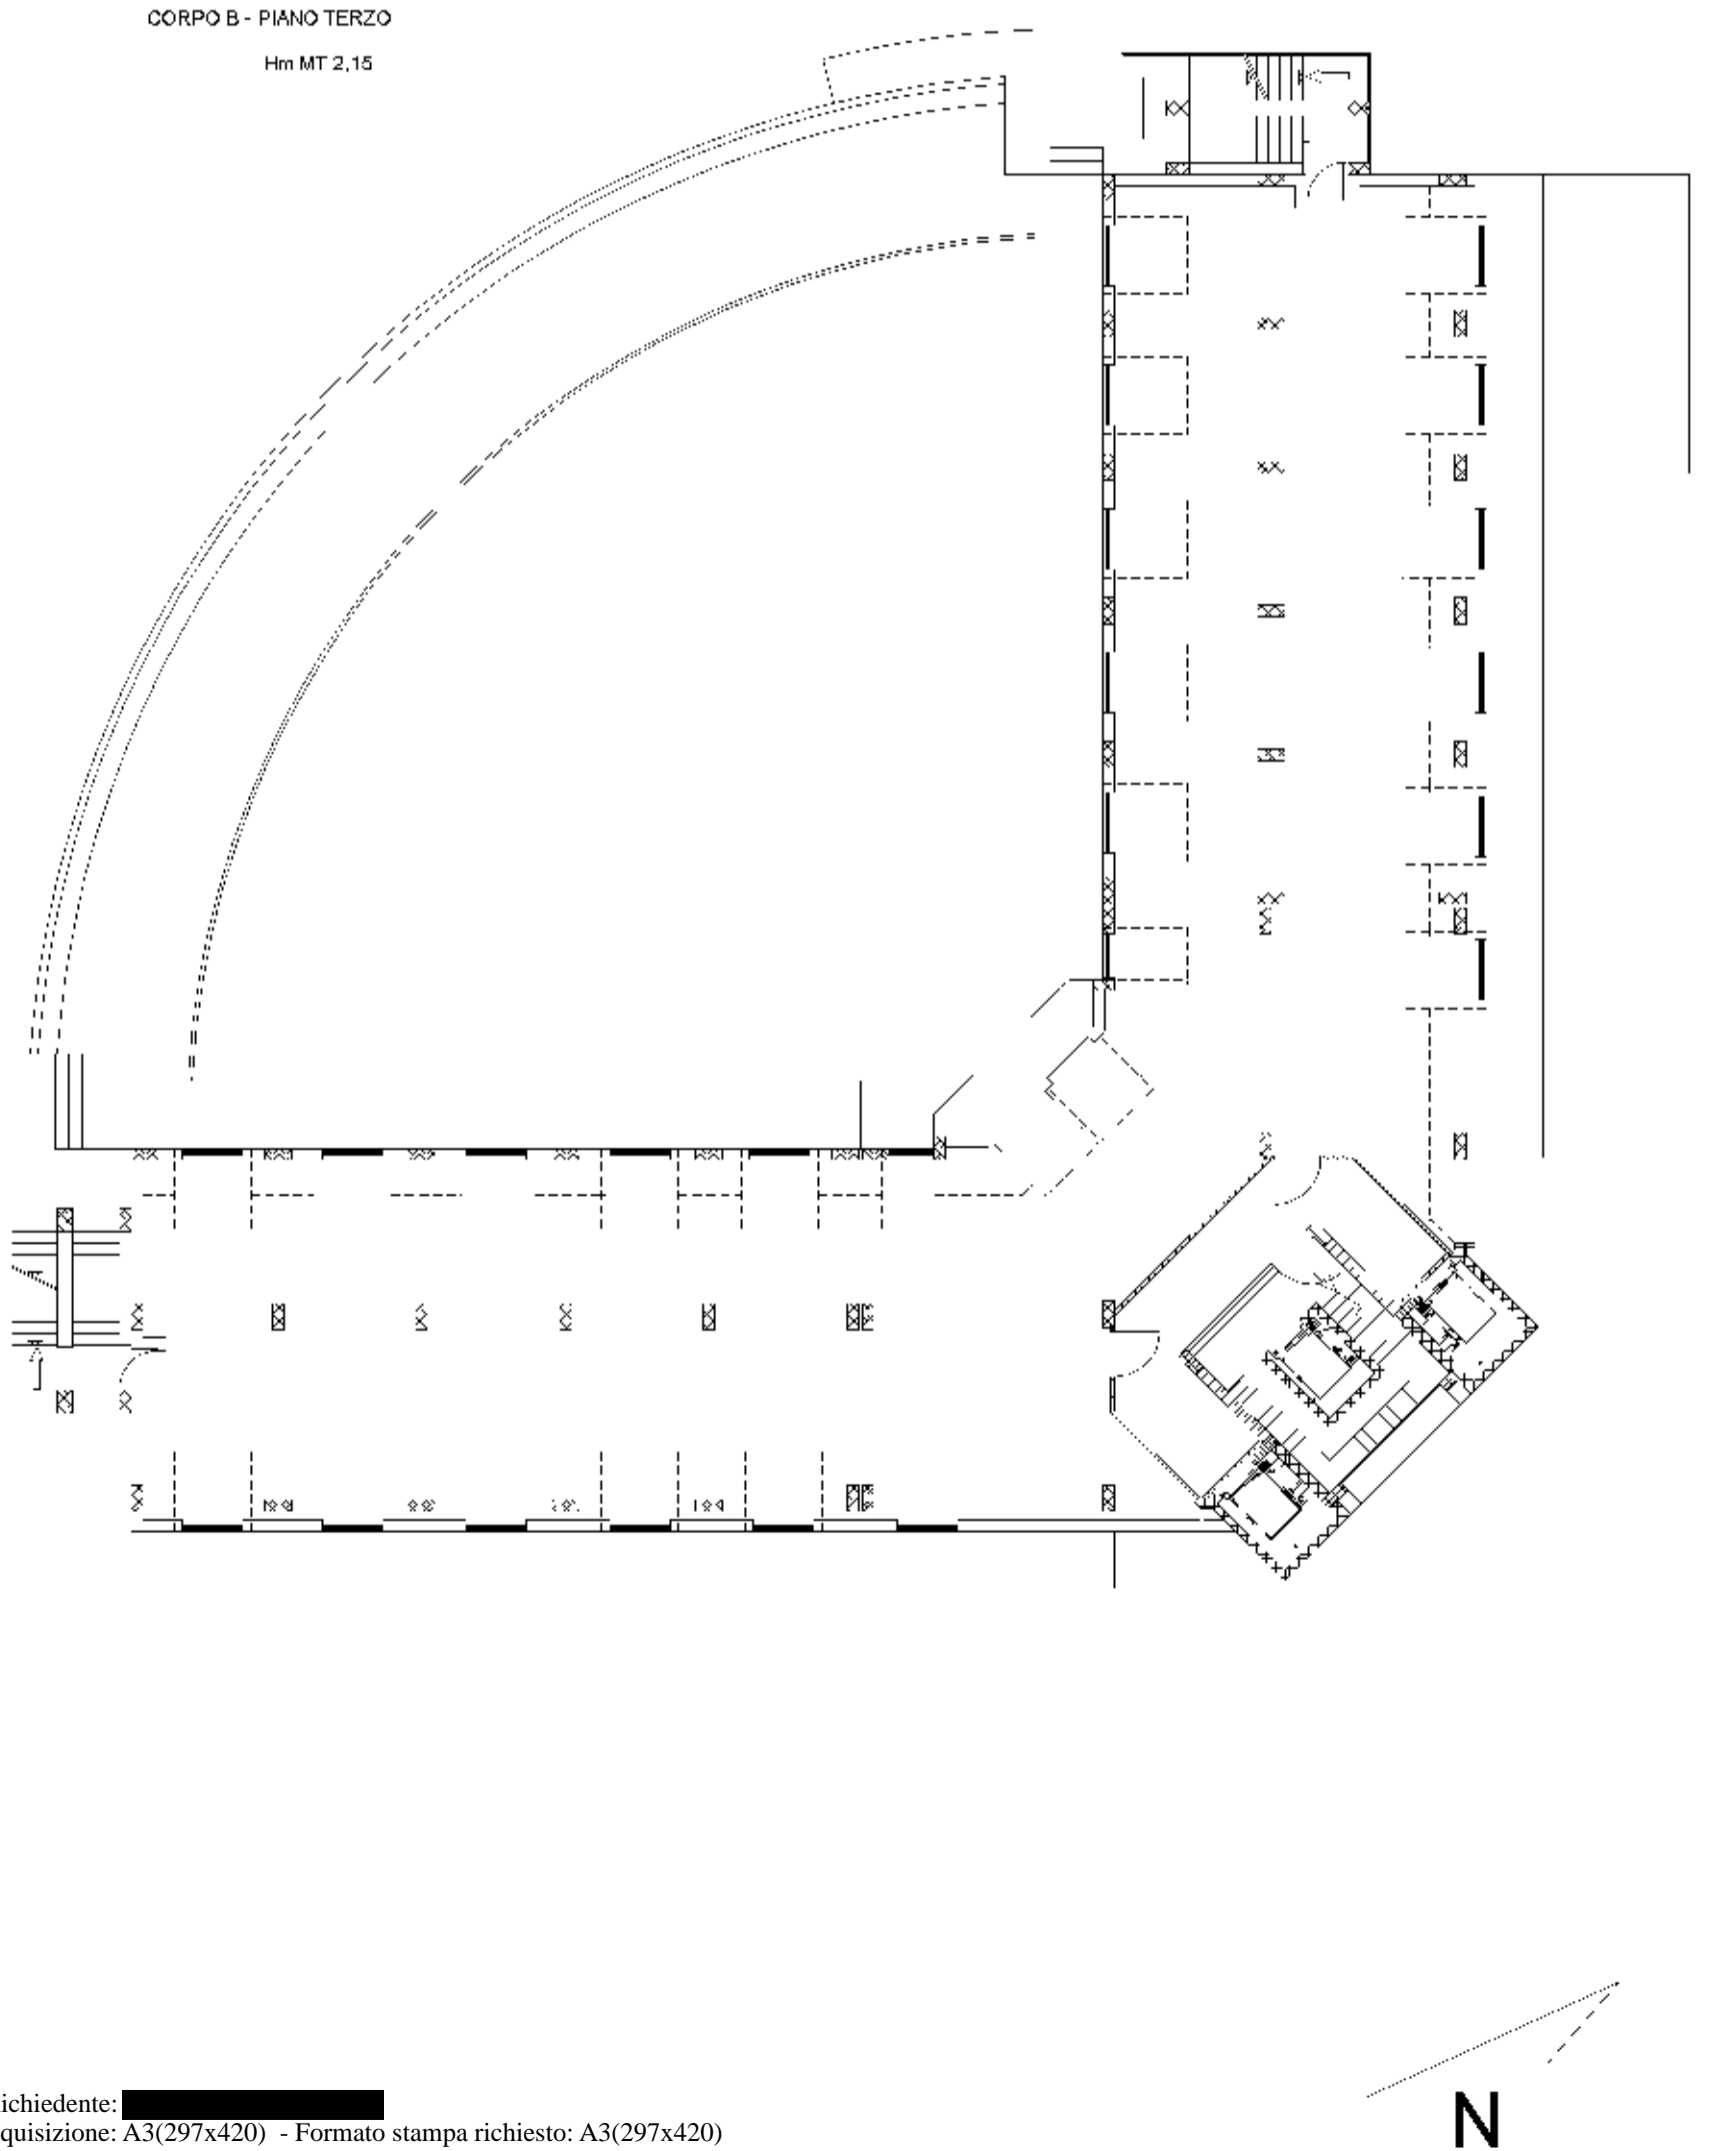 CORPO B - PIANO TERZO
Hm MT 2,15
N
ichiedente:
quisizione: A3(297x420) - Formato stampa richiesto: A3(297x420)